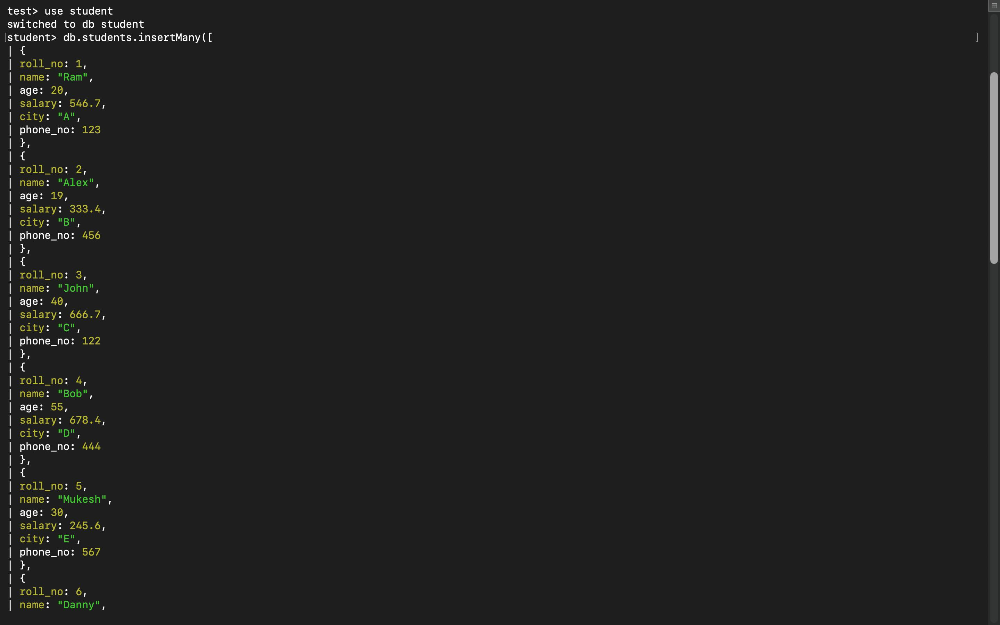 test> use student
switched to db student
[student> db.students.insertMany([ ]
| {
| roll_no: 1,
| name: "Ram",
| age: 20,
| salary: 546.7,
| city: "A",
| phone_no: 123
| },
| {
| roll_no: 2,
| name: "Alex",
| age: 19,
| salary: 333.4,
| city: "B",
| phone_no: 456
| },
| {
| roll_no: 3,
| name: "John",
| age: 40,
| salary: 666.7,
| city: "C",
| phone_no: 122
| },
| {
| roll_no: 4,
| name: "Bob",
| age: 55,
| salary: 678.4,
| city: "D",
| phone_no: 444
| },
| {
| roll_no: 5,
| name: "Mukesh",
| age: 30,
| salary: 245.6,
| city: "E",
| phone_no: 567
| },
| {
| roll_no: 6,
| name: "Danny",